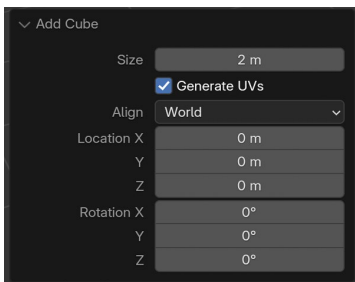 Add Cube
Size 2 m
Generate UVs
Align World
Location X 0 m
Y 0 m
Z 0 m
Rotation X 0°
Y 0°
Z 0°